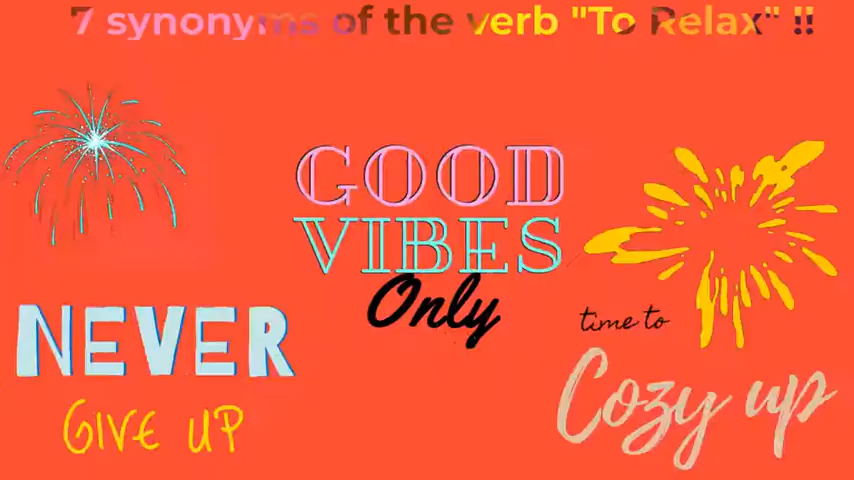 7 synonyms of the verb "To Relax" !!
GOOD
VIBES
Only
NEVER
GIVE UP
time to
Cozy up